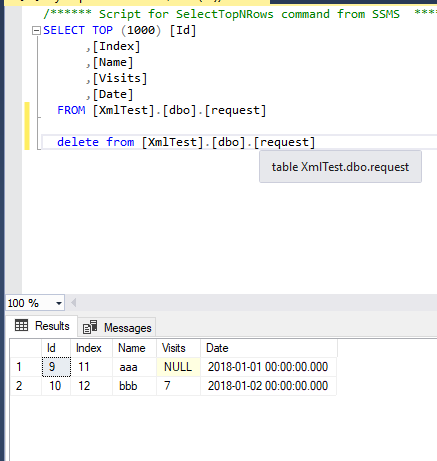 /****** Script for SelectTopNRows command from SSMS ****
SELECT TOP (1000) [Id]
,[Index]
,[Name]
,[Visits]
,[Date]
FROM [XmlTest].[dbo].[request]
delete from [XmlTest].[dbo].[request]
table XmlTest.dbo.request
100 %
Results Messages
Id Index Name Visits Date
1 9 11 aaa NULL 2018-01-01 00:00:00.000
2 10 12 bbb 7 2018-01-02 00:00:00.000